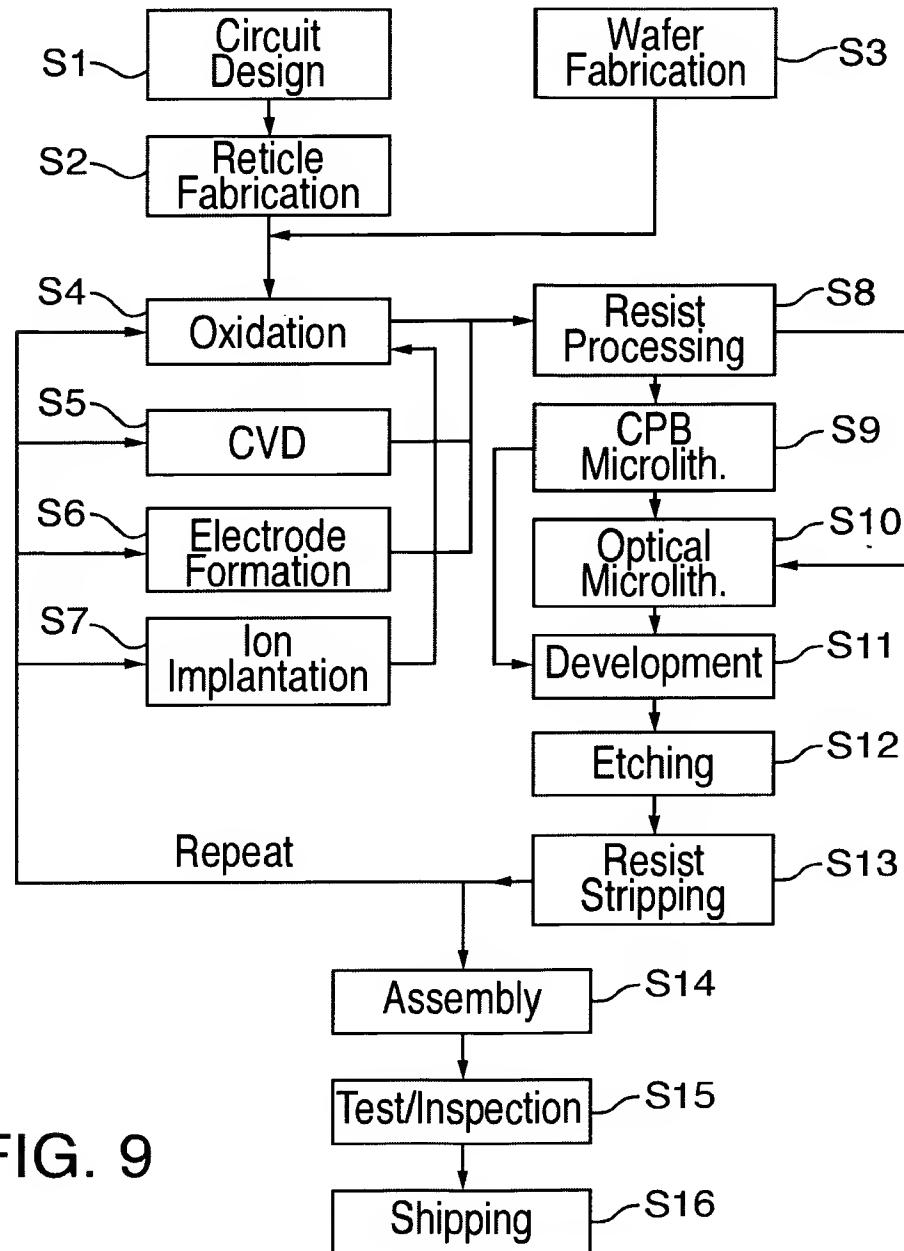 S1
Circuit
Design
Wafer
Fabrication
S3
S2
Reticle
Fabrication
S4
Oxidation
Resist
Processing
S8
S5
CVD
CPB
Microlith.
S9
S6
Electrode
Formation
Optical
Microlith.
S10
S7
Ion
Implantation
Development
S11
Etching
S12
Repeat
Resist
Stripping
S13
Assembly
S14
Test/Inspection
S15
Shipping
S16
FIG. 9